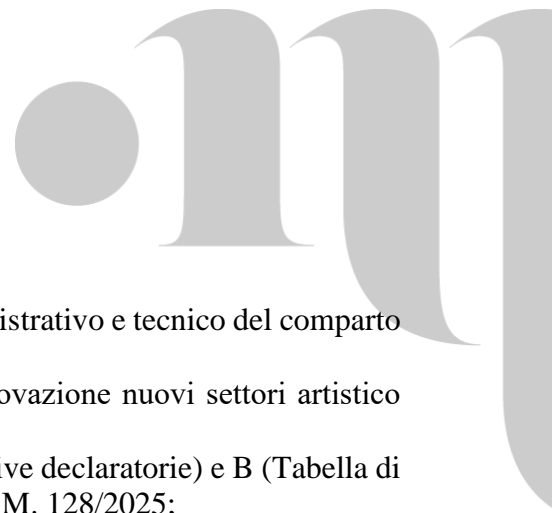 istrativo e tecnico del comparto
ovazione nuovi settori artistico
ive declaratorie) e B (Tabella di
M. 128/2025;